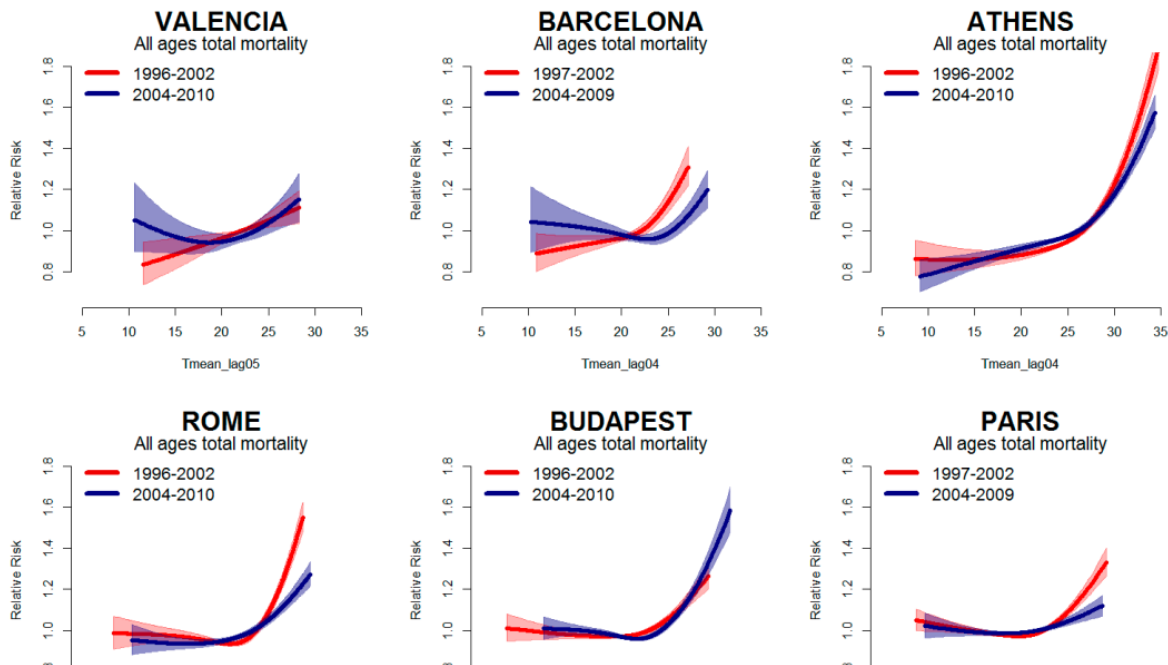 VALENCIA
All ages total mortality
1996-2002
2004-2010
Relative Risk
0.8 1.0 1.2 1.4 1.6 1.8
5 10 15 20 25 30 35
Tmean_lag05
BARCELONA
All ages total mortality
1997-2002
2004-2009
Relative Risk
0.8 1.0 1.2 1.4 1.6 1.8
5 10 15 20 25 30 35
Tmean_lag04
ATHENS
All ages total mortality
1996-2002
2004-2010
Relative Risk
0.8 1.0 1.2 1.4 1.6 1.8
5 10 15 20 25 30 35
Tmean_lag04
ROME
All ages total mortality
1996-2002
2004-2010
Relative Risk
1.0 1.2 1.4 1.6 1.8
BUDAPEST
All ages total mortality
1996-2002
2004-2010
Relative Risk
1.0 1.2 1.4 1.6 1.8
PARIS
All ages total mortality
1997-2002
2004-2009
Relative Risk
1.0 1.2 1.4 1.6 1.8